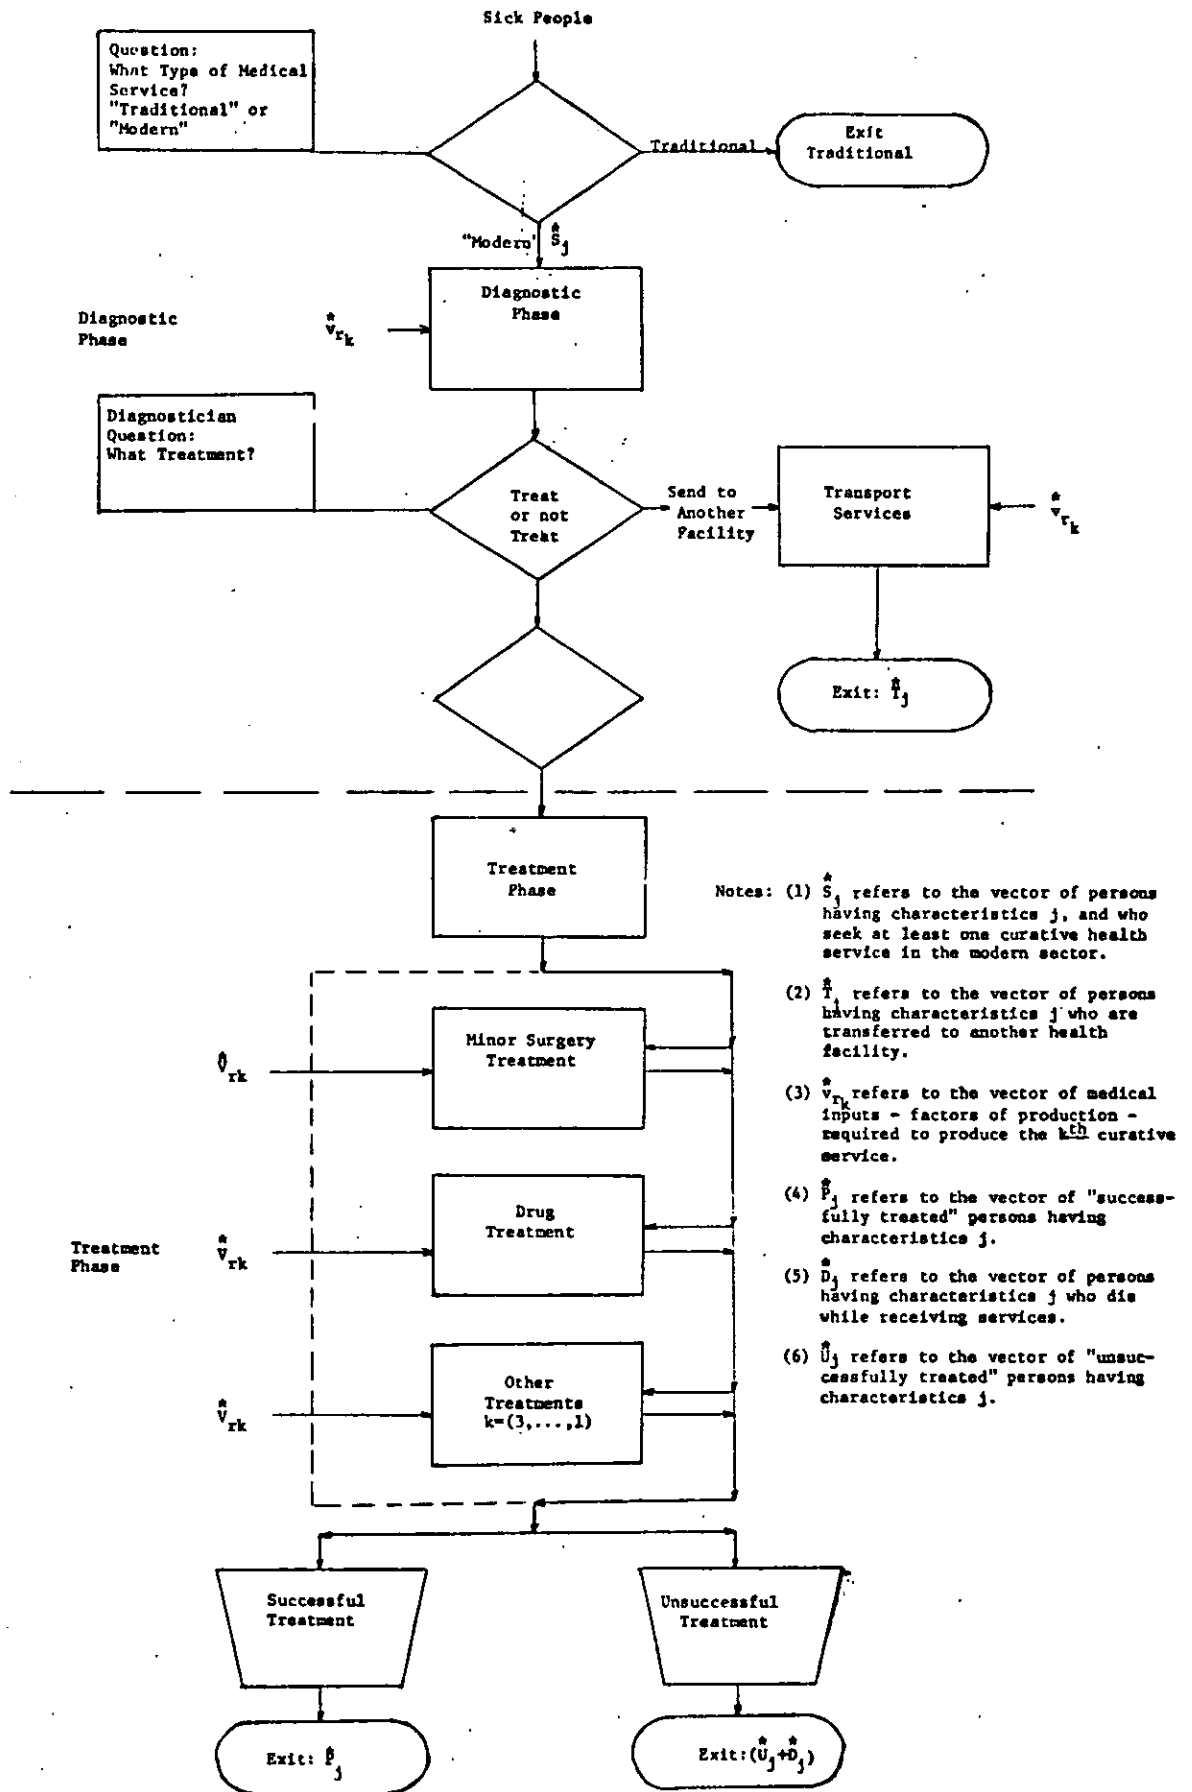 Sick People
Question:
What Type of Medical
Service?
"Traditional" or
"Modern"
Traditional
Exit
Traditional
"Modern" *S_j
Diagnostic
Phase
Diagnostic
Phase
*v_rk
Diagnostician
Question:
What Treatment?
Treat
or not
Treat
Send to
Another
Facility
Transport
Services
*v_rk
Exit: *T_j
Treatment
Phase
Notes: (1) *S_j refers to the vector of persons
having characteristics j, and who
seek at least one curative health
service in the modern sector.
(2) *T_j refers to the vector of persons
having characteristics j who are
transferred to another health
facility.
(3) *v_rk refers to the vector of medical
inputs - factors of production -
required to produce the kth curative
service.
(4) *P_j refers to the vector of "success-
fully treated" persons having
characteristics j.
(5) *D_j refers to the vector of persons
having characteristics j who die
while receiving services.
(6) *U_j refers to the vector of "unsuc-
cessfully treated" persons having
characteristics j.
Minor Surgery
Treatment
*V_rk
Drug
Treatment
Treatment
Phase
*V_rk
Other
Treatments
k=(3,...,l)
*V_rk
Successful
Treatment
Unsuccessful
Treatment
Exit: *P_j
Exit:(*U_j+*D_j)